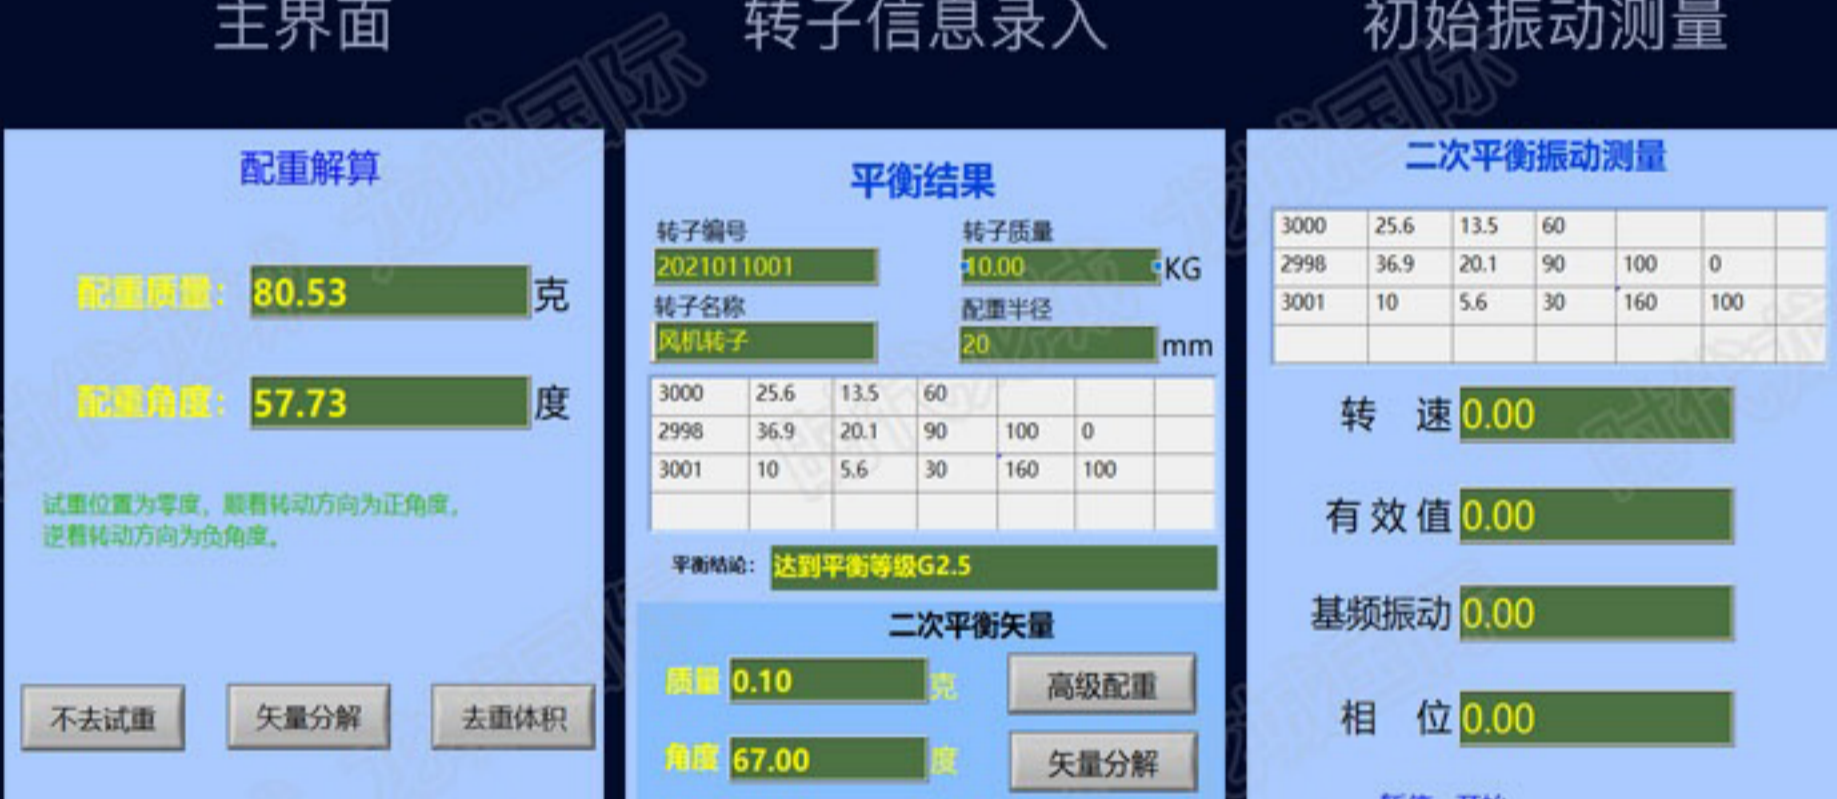 主界面
转子信息录入
初始振动测量
配重解算
配重质量: 80.53 克
配重角度: 57.73 度
试重位置为零度，顺着转动方向为正角度，
逆着转动方向为负角度。
不去试重 矢量分解 去重体积
平衡结果
转子编号 转子质量
2021011001 10.00 KG
转子名称 配重半径
风机转子 20 mm
3000 25.6 13.5 60
2998 36.9 20.1 90 100 0
3001 10 5.6 30 160 100
平衡结论: 达到平衡等级G2.5
二次平衡矢量
质量 0.10 克 高级配重
角度 67.00 度 矢量分解
二次平衡振动测量
3000 25.6 13.5 60
2998 36.9 20.1 90 100 0
3001 10 5.6 30 160 100
转 速 0.00
有效值 0.00
基频振动 0.00
相 位 0.00